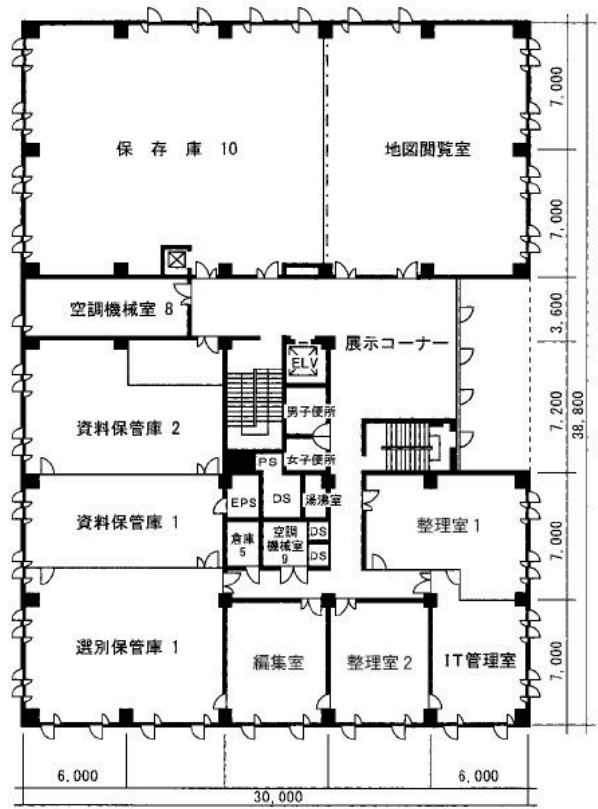 保存庫 10
地図閲覧室
7,000
7,000
空調機械室 8
3,600
展示コーナー
ELV
資料保管庫 2
男子便所
7,200
38,800
PS
女子便所
資料保管庫 1
EPS
DS
湯沸室
整理室 1
7,000
倉庫
5
空調
機械室
9
DS
DS
選別保管庫 1
編集室
整理室 2
IT管理室
7,000
6,000
6,000
30,000